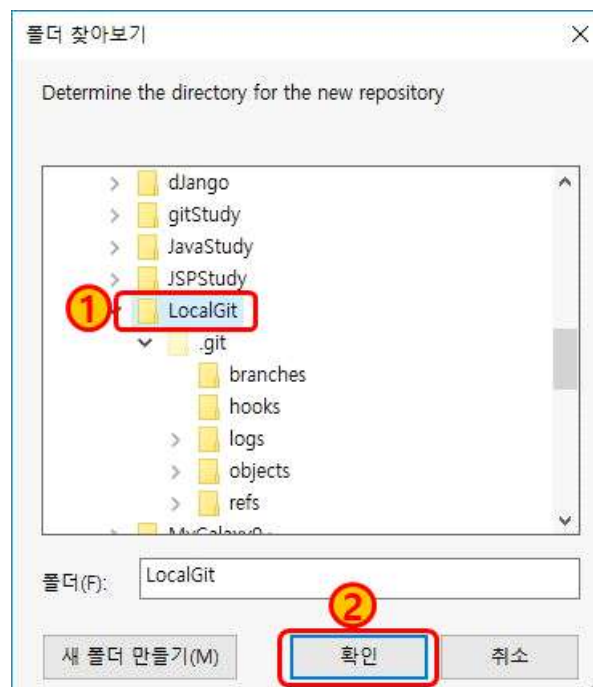 폴더 찾아보기
Determine the directory for the new repository
dJango
gitStudy
JavaStudy
JSPStudy
1 LocalGit
.git
branches
hooks
logs
objects
refs
폴더(F): LocalGit
2
새 폴더 만들기(M) 확인 취소